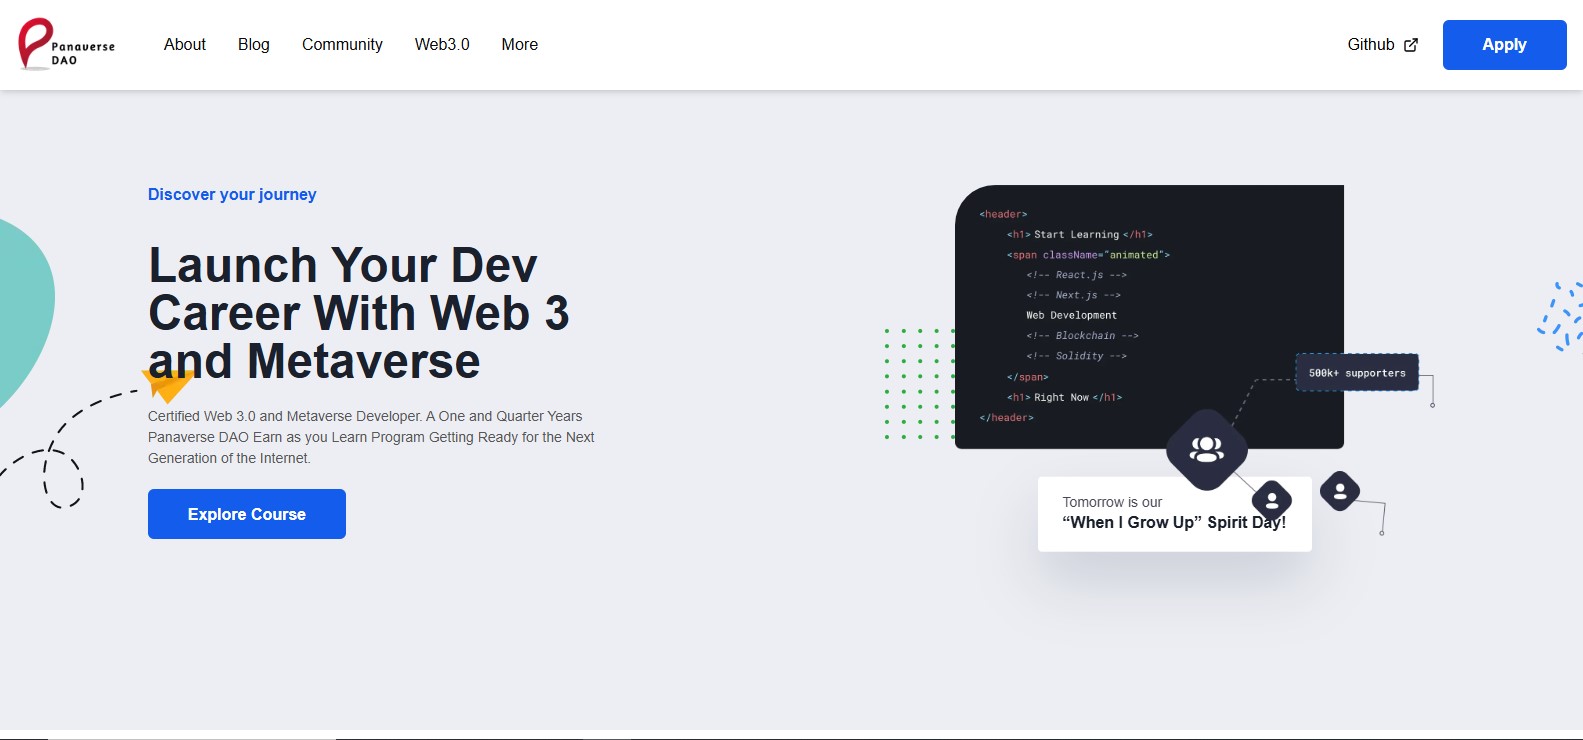 Panaverse
DAO
About
Blog
Community
Web3.0
More
Github
Apply
Discover your journey
Launch Your Dev
Career With Web 3
and Metaverse
Certified Web 3.0 and Metaverse Developer. A One and Quarter Years
Panaverse DAO Earn as you Learn Program Getting Ready for the Next
Generation of the Internet.
Explore Course
<header>
<h1> Start Learning </h1>
<span className="animated">
<!-- React.js -->
<!-- Next.js -->
Web Development
<!-- Blockchain -->
<!-- Solidity -->
</span>
<h1> Right Now </h1>
</header>
500k+ supporters
Tomorrow is our
“When I Grow Up” Spirit Day!